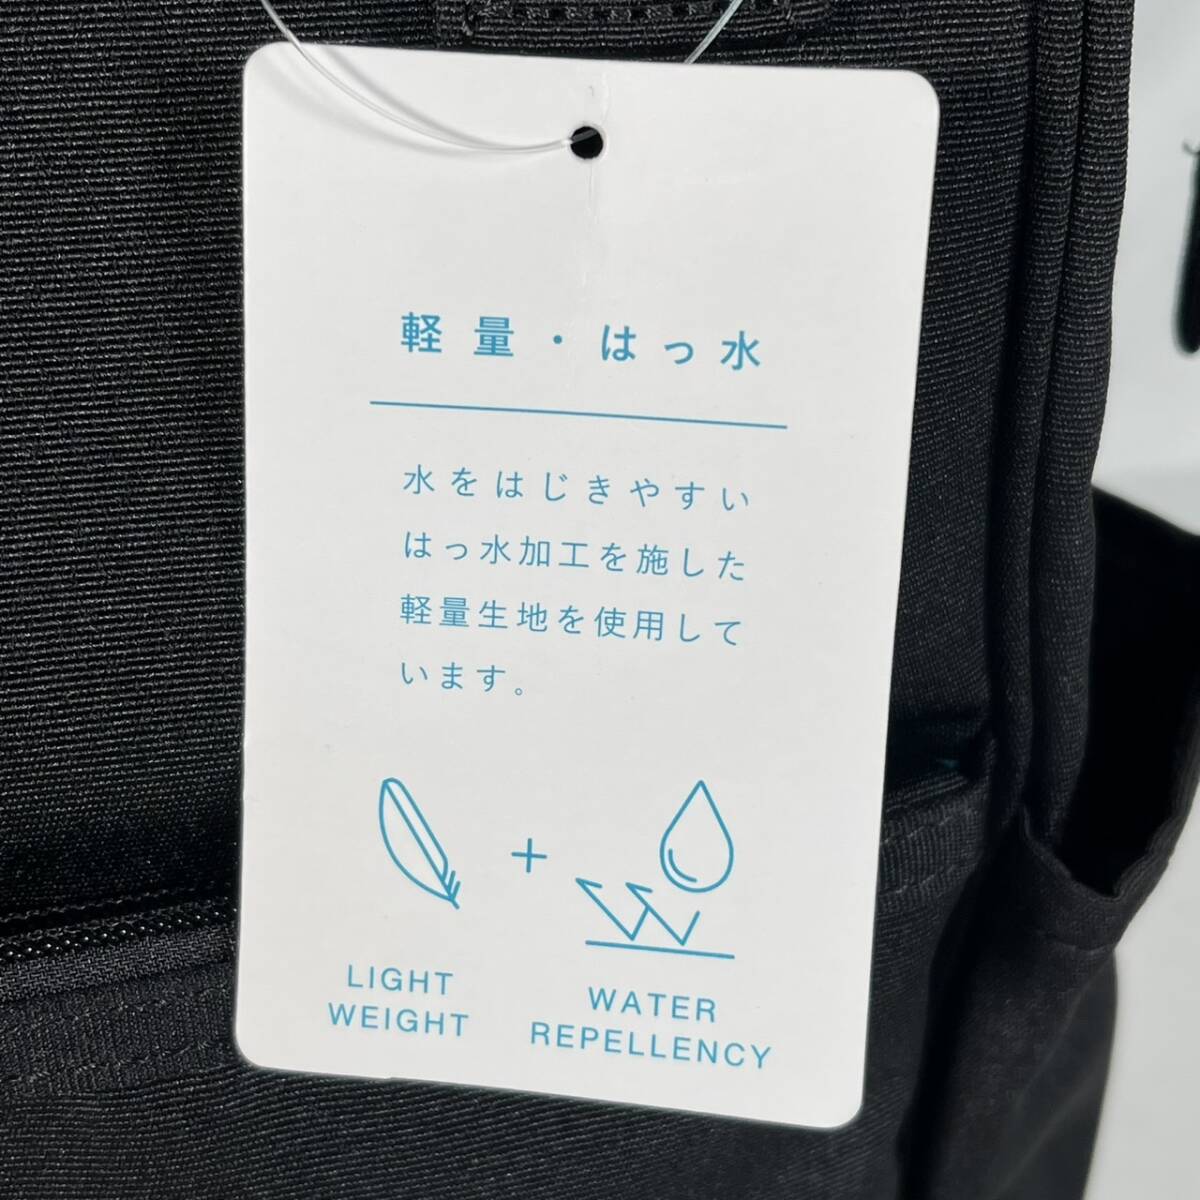 軽量・はっ水
水をはじきやすい
はっ水加工を施した
軽量生地を使用して
います。
+
LIGHT
WEIGHT
WATER
REPELLENCY